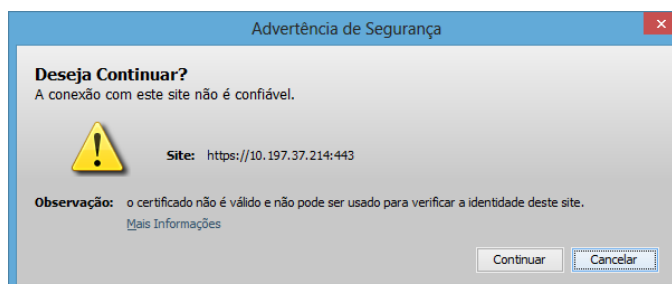 Advertência de Segurança
Deseja Continuar?
A conexão com este site não é confiável.
Site: https://10.197.37.214:443
Observação: o certificado não é válido e não pode ser usado para verificar a identidade deste site.
Mais Informações
Continuar Cancelar